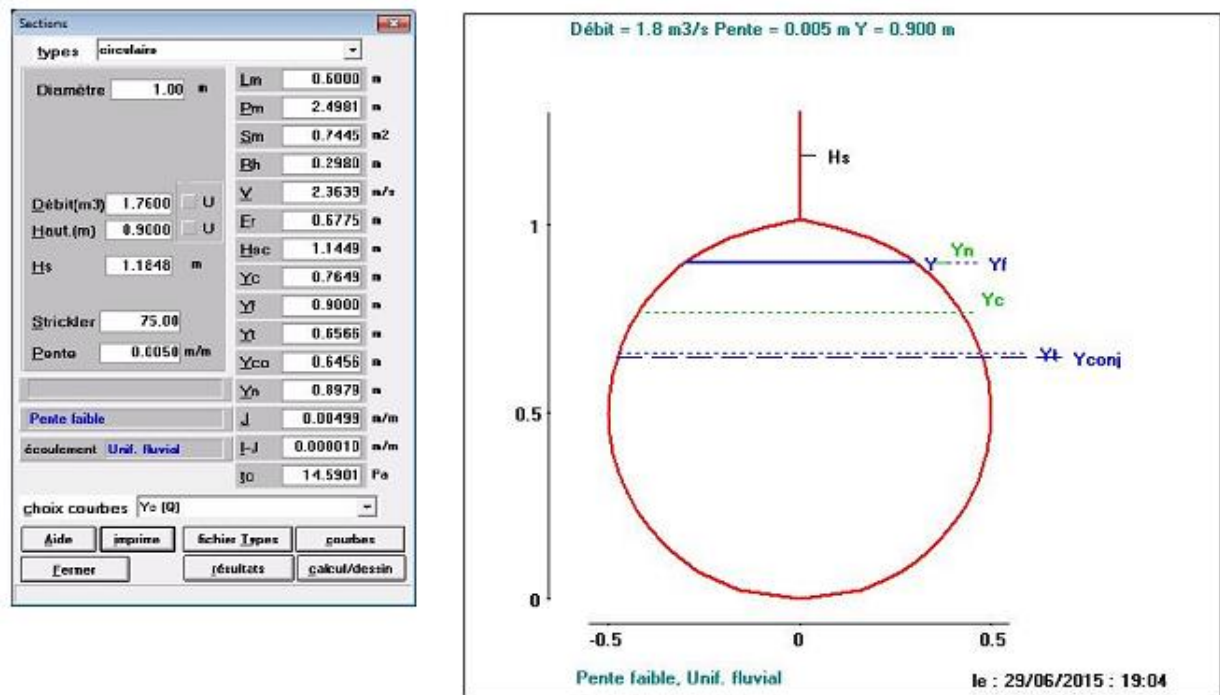 Sections
types circulaire
Diamètre 1.00 m
Débit(m3) 1.7600 U
Haut.(m) 0.9000 U
Hs 1.1848 m
Strickler 75.00
Pente 0.0050 m/m
Pente faible
écoulement Unif. fluvial
Lm 0.6000 m
Pm 2.4981 m
Sm 0.7445 m2
Rh 0.2980 m
V 2.3639 m/s
Fr 0.6775 m
Hsc 1.1449 m
Yc 0.7649 m
Yf 0.9000 m
Yt 0.6566 m
Yco 0.6456 m
Yn 0.8979 m
J 0.00499 m/m
I-J 0.000010 m/m
14.5901 Pa
choix courbes Yc (Q)
Aide imprime fichier Types courbes
Fermer résultats calcul/dessin
Débit = 1.8 m3/s Pente = 0.005 m Y = 0.900 m
Hs
1
Yn
Y Yf
Yc
Yt Yconj
0.5
0
-0.5 0 0.5
Pente faible, Unif. fluvial le : 29/06/2015 : 19:04